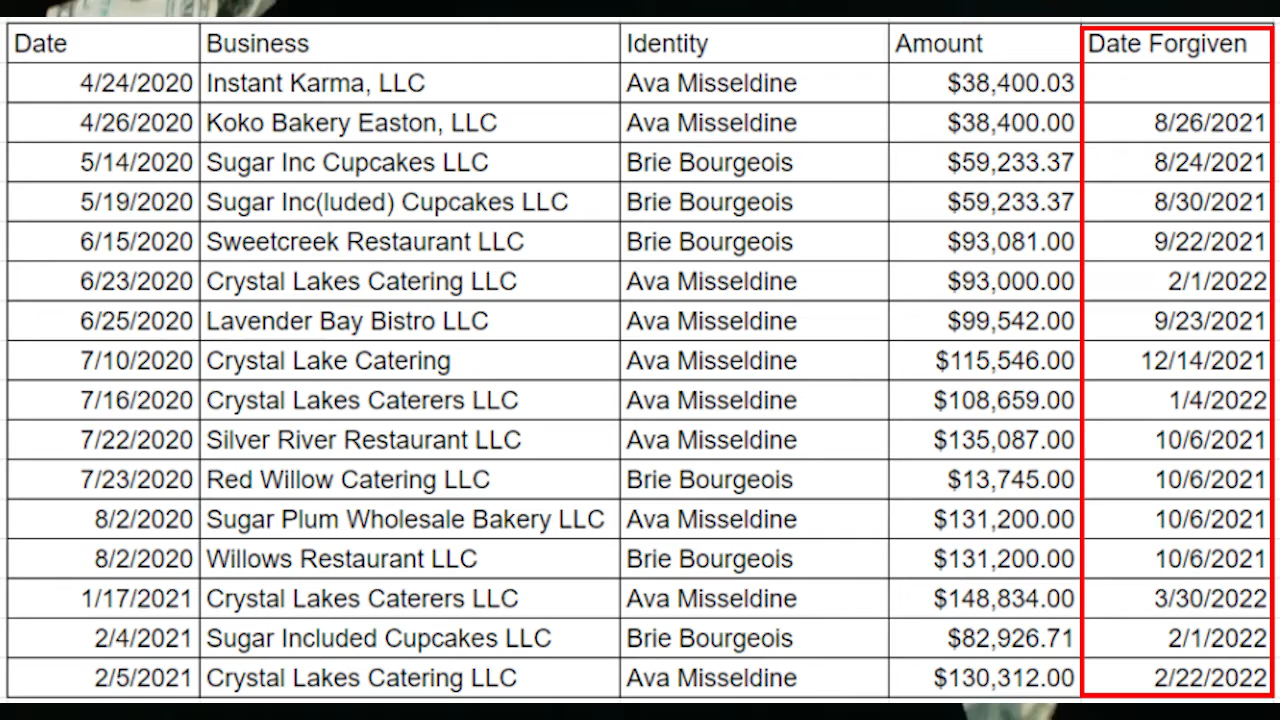 Date Business Identity Amount Date Forgiven
4/24/2020 Instant Karma, LLC Ava Misseldine $38,400.03
4/26/2020 Koko Bakery Easton, LLC Ava Misseldine $38,400.00 8/26/2021
5/14/2020 Sugar Inc Cupcakes LLC Brie Bourgeois $59,233.37 8/24/2021
5/19/2020 Sugar Inc(luded) Cupcakes LLC Brie Bourgeois $59,233.37 8/30/2021
6/15/2020 Sweetcreek Restaurant LLC Brie Bourgeois $93,081.00 9/22/2021
6/23/2020 Crystal Lakes Catering LLC Ava Misseldine $93,000.00 2/1/2022
6/25/2020 Lavender Bay Bistro LLC Ava Misseldine $99,542.00 9/23/2021
7/10/2020 Crystal Lake Catering Ava Misseldine $115,546.00 12/14/2021
7/16/2020 Crystal Lakes Caterers LLC Ava Misseldine $108,659.00 1/4/2022
7/22/2020 Silver River Restaurant LLC Ava Misseldine $135,087.00 10/6/2021
7/23/2020 Red Willow Catering LLC Brie Bourgeois $13,745.00 10/6/2021
8/2/2020 Sugar Plum Wholesale Bakery LLC Ava Misseldine $131,200.00 10/6/2021
8/2/2020 Willows Restaurant LLC Brie Bourgeois $131,200.00 10/6/2021
1/17/2021 Crystal Lakes Caterers LLC Ava Misseldine $148,834.00 3/30/2022
2/4/2021 Sugar Included Cupcakes LLC Brie Bourgeois $82,926.71 2/1/2022
2/5/2021 Crystal Lakes Catering LLC Ava Misseldine $130,312.00 2/22/2022